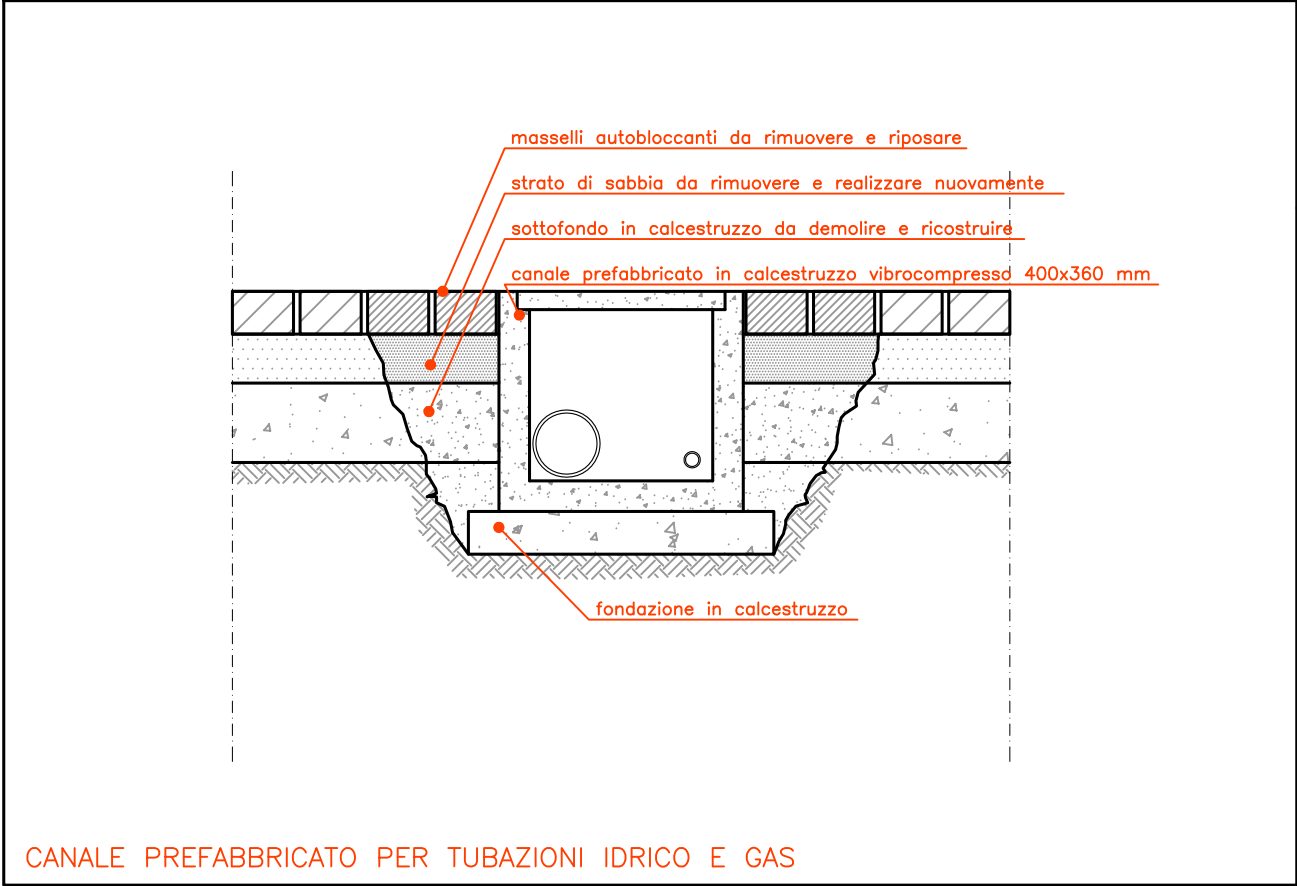 masselli autobloccanti da rimuovere e riposare
strato di sabbia da rimuovere e realizzare nuovamente
sottofondo in calcestruzzo da demolire e ricostruire
canale prefabbricato in calcestruzzo vibrocompresso 400x360 mm
fondazione in calcestruzzo
CANALE PREFABBRICATO PER TUBAZIONI IDRICO E GAS